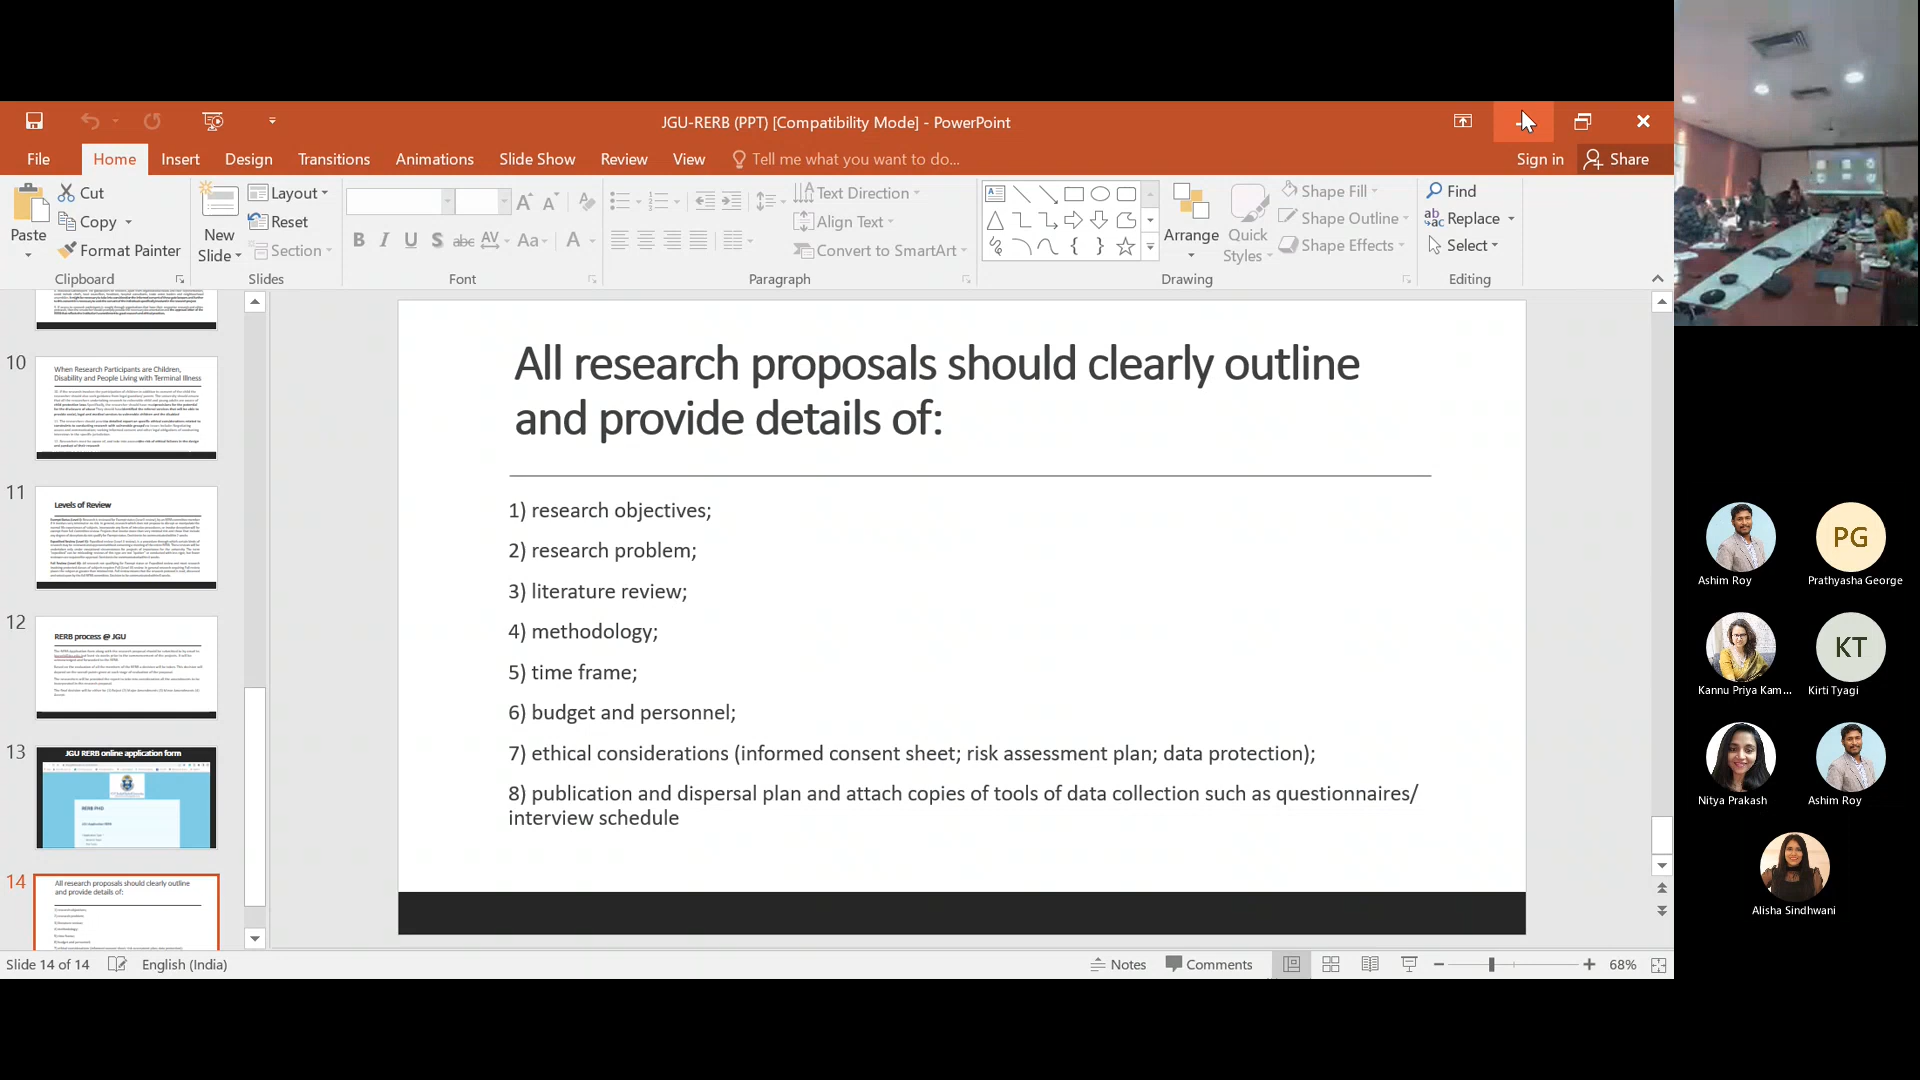 JGU-RERB (PPT) [Compatibility Mode] - PowerPoint
File Home Insert Design Transitions Animations Slide Show Review View Tell me what you want to do... Sign in Share
Paste
Cut
Copy
Format Painter
Clipboard
New
Slide
Layout
Reset
Section
Slides
B I U S abc AV Aa A
Font
Text Direction
Align Text
Convert to SmartArt
Paragraph
Arrange
Quick
Styles
Shape Fill
Shape Outline
Shape Effects
Drawing
Find
Replace
Select
Editing
10
When Research Participants are Children,
Disability and People Living with Terminal Illness
11
Levels of Review
12
RERB process @ JGU
13
JGU RERB online application form
14
All research proposals should clearly outline
and provide details of:
All research proposals should clearly outline
and provide details of:
1) research objectives;
2) research problem;
3) literature review;
4) methodology;
5) time frame;
6) budget and personnel;
7) ethical considerations (informed consent sheet; risk assessment plan; data protection);
8) publication and dispersal plan and attach copies of tools of data collection such as questionnaires/
interview schedule
Slide 14 of 14 English (India) Notes Comments 68%
Ashim Roy
PG
Prathyasha George
Kannu Priya Kam...
KT
Kirti Tyagi
Nitya Prakash
Ashim Roy
Alisha Sindhwani